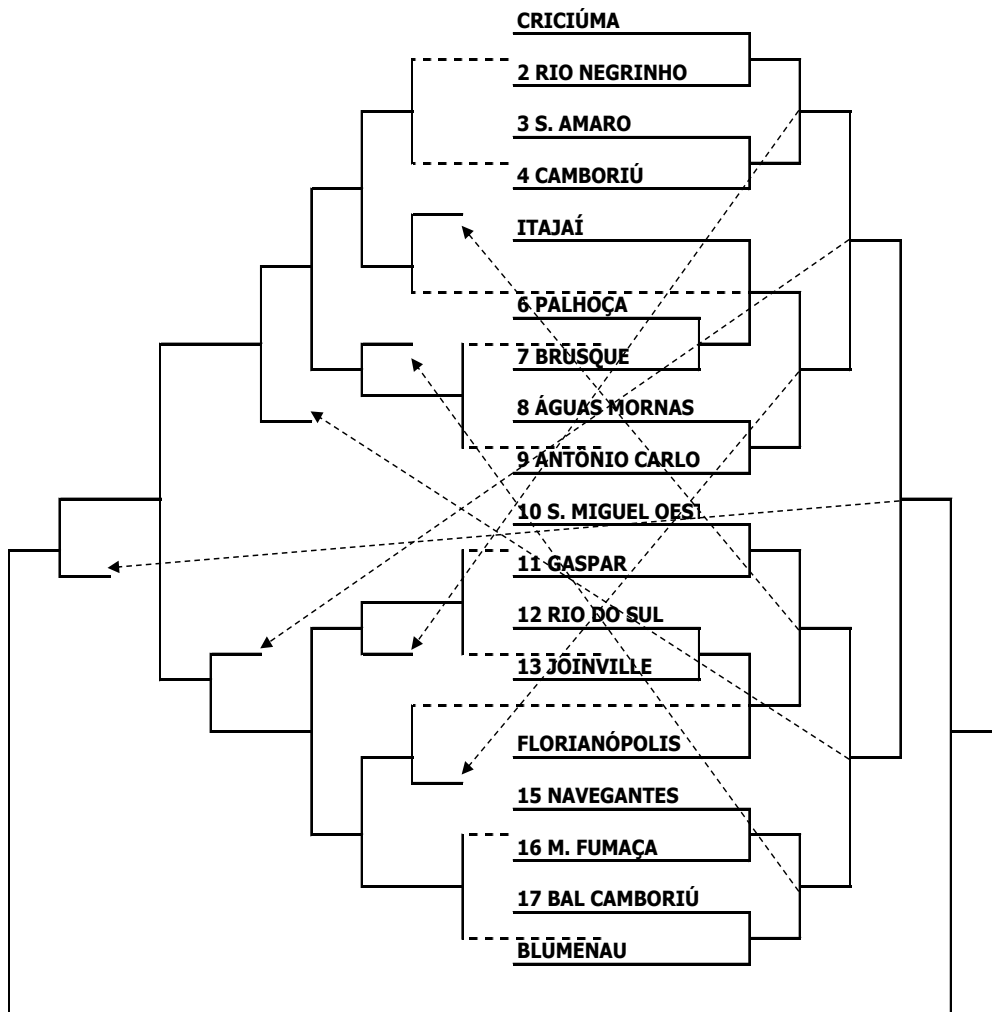 CRICIÚMA
2 RIO NEGRINHO
3 S. AMARO
4 CAMBORIÚ
ITAJAÍ
6 PALHOÇA
7 BRUSQUE
8 ÁGUAS MORNAS
9 ANTÔNIO CARLO
10 S. MIGUEL OEST
11 GASPAR
12 RIO DO SUL
13 JOINVILLE
FLORIANÓPOLIS
15 NAVEGANTES
16 M. FUMAÇA
17 BAL CAMBORIÚ
BLUMENAU